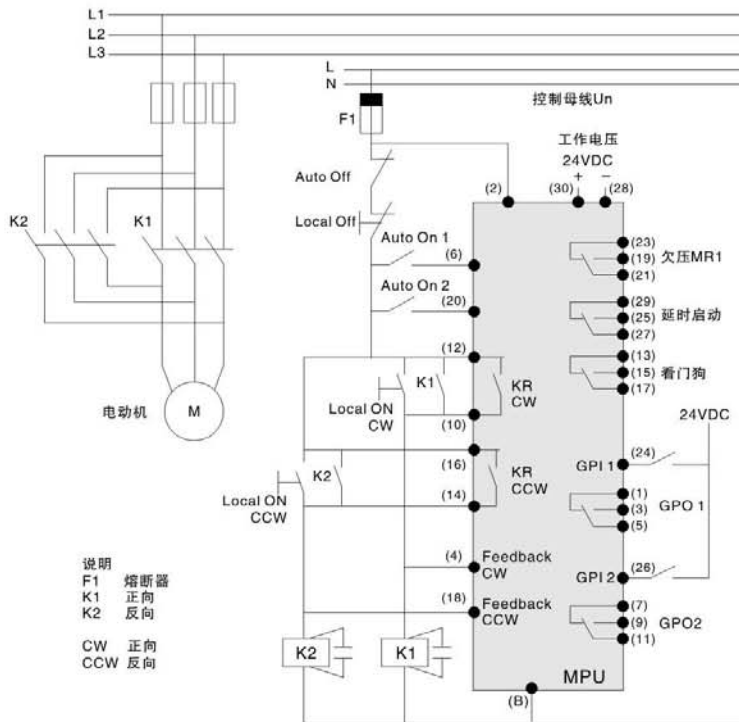 L1
L2
L3
L
N
控制母线Un
F1
工作电压
24VDC
+ −
(2)
(30)
(28)
Auto Off
K2
K1
Local Off
Auto On 1
(6)
(23)
(19)
(21)
欠压MR1
Auto On 2
(20)
(29)
(25)
(27)
延时启动
(12)
(13)
(15)
(17)
看门狗
K1
KR
CW
Local ON
CW
(10)
电动机
M
24VDC
(16)
(24)
GPI 1
K2
KR
CCW
(14)
Local ON
CCW
(1)
(3)
(5)
GPO 1
说明
F1 熔断器
K1 正向
K2 反向
CW 正向
CCW 反向
(4)
Feedback
CW
(26)
GPI 2
(18)
Feedback
CCW
(7)
(9)
(11)
GPO2
K2
K1
MPU
(B)